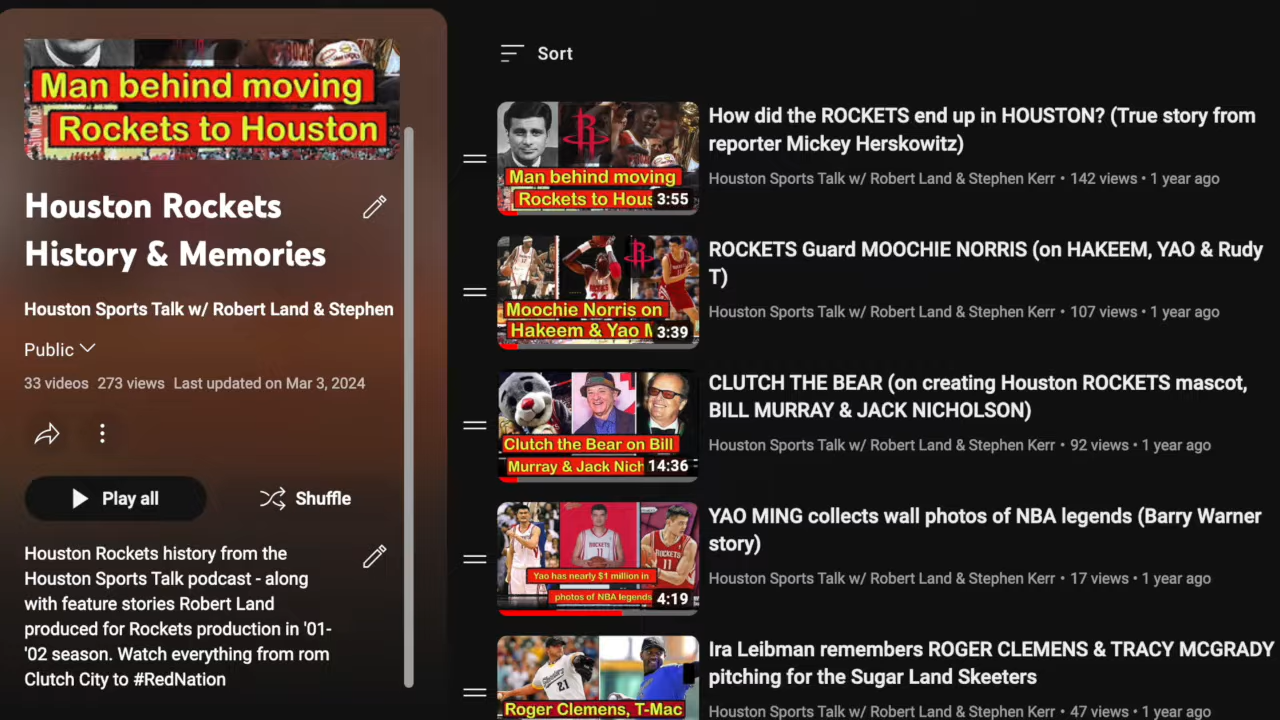 Man behind moving
Rockets to Houston
Houston Rockets
History & Memories
Houston Sports Talk w/ Robert Land & Stephen
Public
33 videos 273 views Last updated on Mar 3, 2024
Play all
Shuffle
Houston Rockets history from the
Houston Sports Talk podcast - along
with feature stories Robert Land
produced for Rockets production in '01-
'02 season. Watch everything from rom
Clutch City to #RedNation
Sort
Man behind moving
Rockets to Hous
3:55
How did the ROCKETS end up in HOUSTON? (True story from
reporter Mickey Herskowitz)
Houston Sports Talk w/ Robert Land & Stephen Kerr • 142 views • 1 year ago
Moochie Norris on
Hakeem & Yao M
3:39
ROCKETS Guard MOOCHIE NORRIS (on HAKEEM, YAO & Rudy
T)
Houston Sports Talk w/ Robert Land & Stephen Kerr • 107 views • 1 year ago
Clutch the Bear on Bill
Murray & Jack Nich
14:36
CLUTCH THE BEAR (on creating Houston ROCKETS mascot,
BILL MURRAY & JACK NICHOLSON)
Houston Sports Talk w/ Robert Land & Stephen Kerr • 92 views • 1 year ago
ROCKETS
11
ROCKETS
11
Yao has nearly $1 million in
photos of NBA legends
4:19
YAO MING collects wall photos of NBA legends (Barry Warner
story)
Houston Sports Talk w/ Robert Land & Stephen Kerr • 17 views • 1 year ago
21
Roger Clemens, T-Mac
Ira Leibman remembers ROGER CLEMENS & TRACY MCGRADY
pitching for the Sugar Land Skeeters
Houston Sports Talk w/ Robert Land & Stephen Kerr • 47 views • 1 year ago